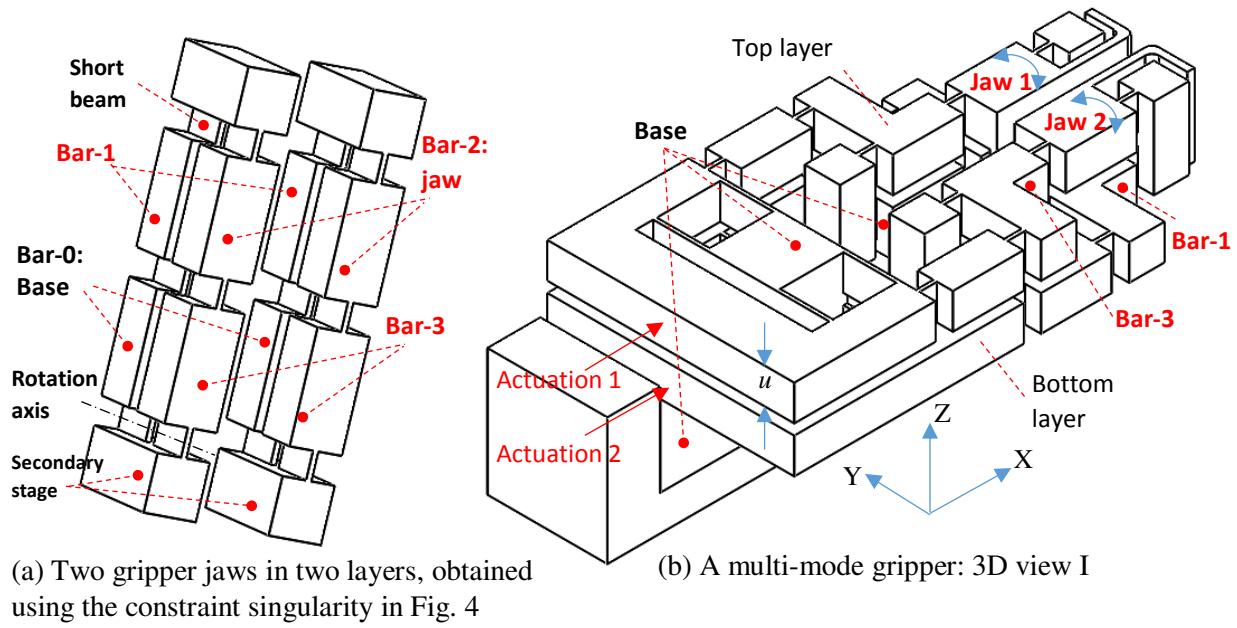 Short
beam
Bar-1
Bar-2:
jaw
Bar-0:
Base
Bar-3
Rotation
axis
Secondary
stage
(a) Two gripper jaws in two layers, obtained
using the constraint singularity in Fig. 4
Top layer
Jaw 1
Jaw 2
Base
Bar-1
Bar-3
Actuation 1
u
Actuation 2
Bottom
layer
Z
Y
X
(b) A multi-mode gripper: 3D view I